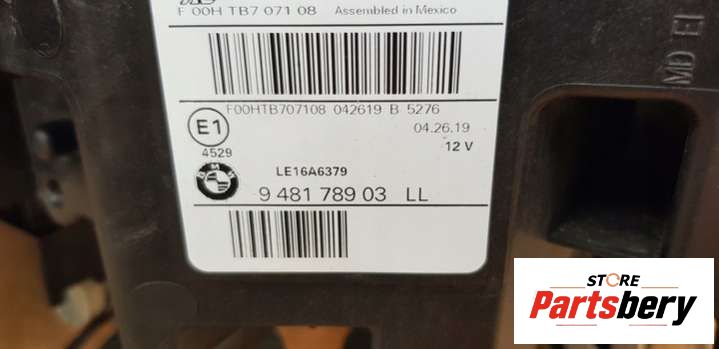 F 00H TB7 071 08 Assembled in Mexico
F00HTB707108 042619 B 5276
E1
04.26.19
4529
12 V
LE16A6379
BMW
9 481 789 03 LL
STORE
Partsbery